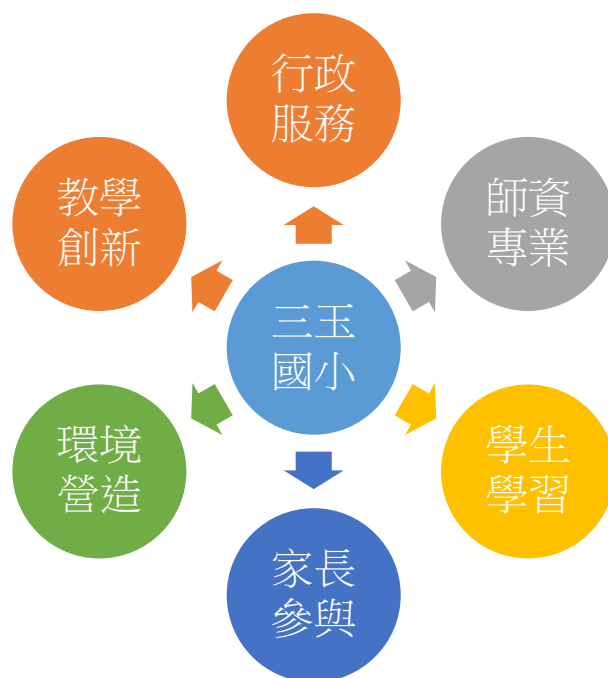 行政
服務
師資
專業
學生
學習
家長
參與
環境
營造
教學
創新
三玉
國小